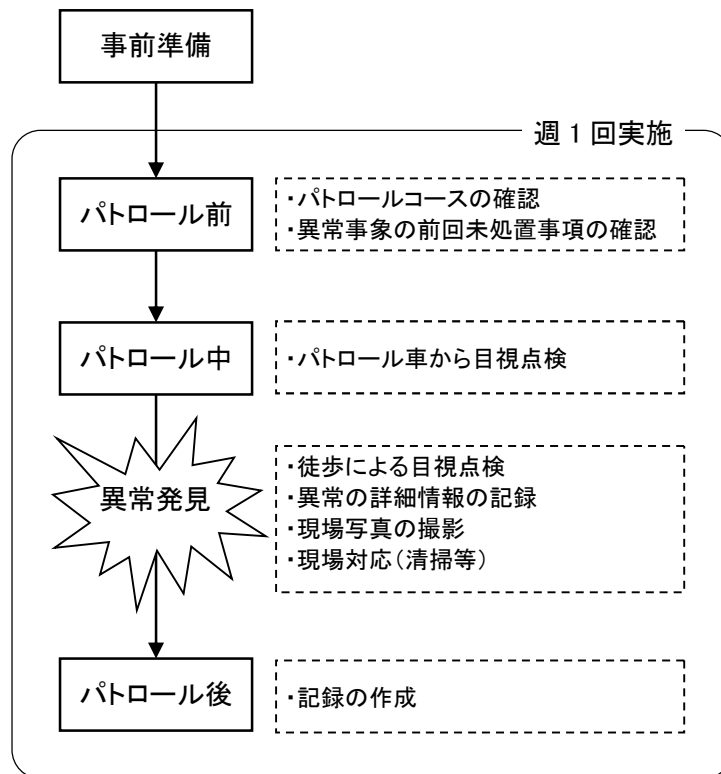 事前準備
週1回実施
パトロール前
・パトロールコースの確認
・異常事象の前回未処置事項の確認
パトロール中
・パトロール車から目視点検
異常発見
・徒歩による目視点検
・異常の詳細情報の記録
・現場写真の撮影
・現場対応(清掃等)
パトロール後
・記録の作成